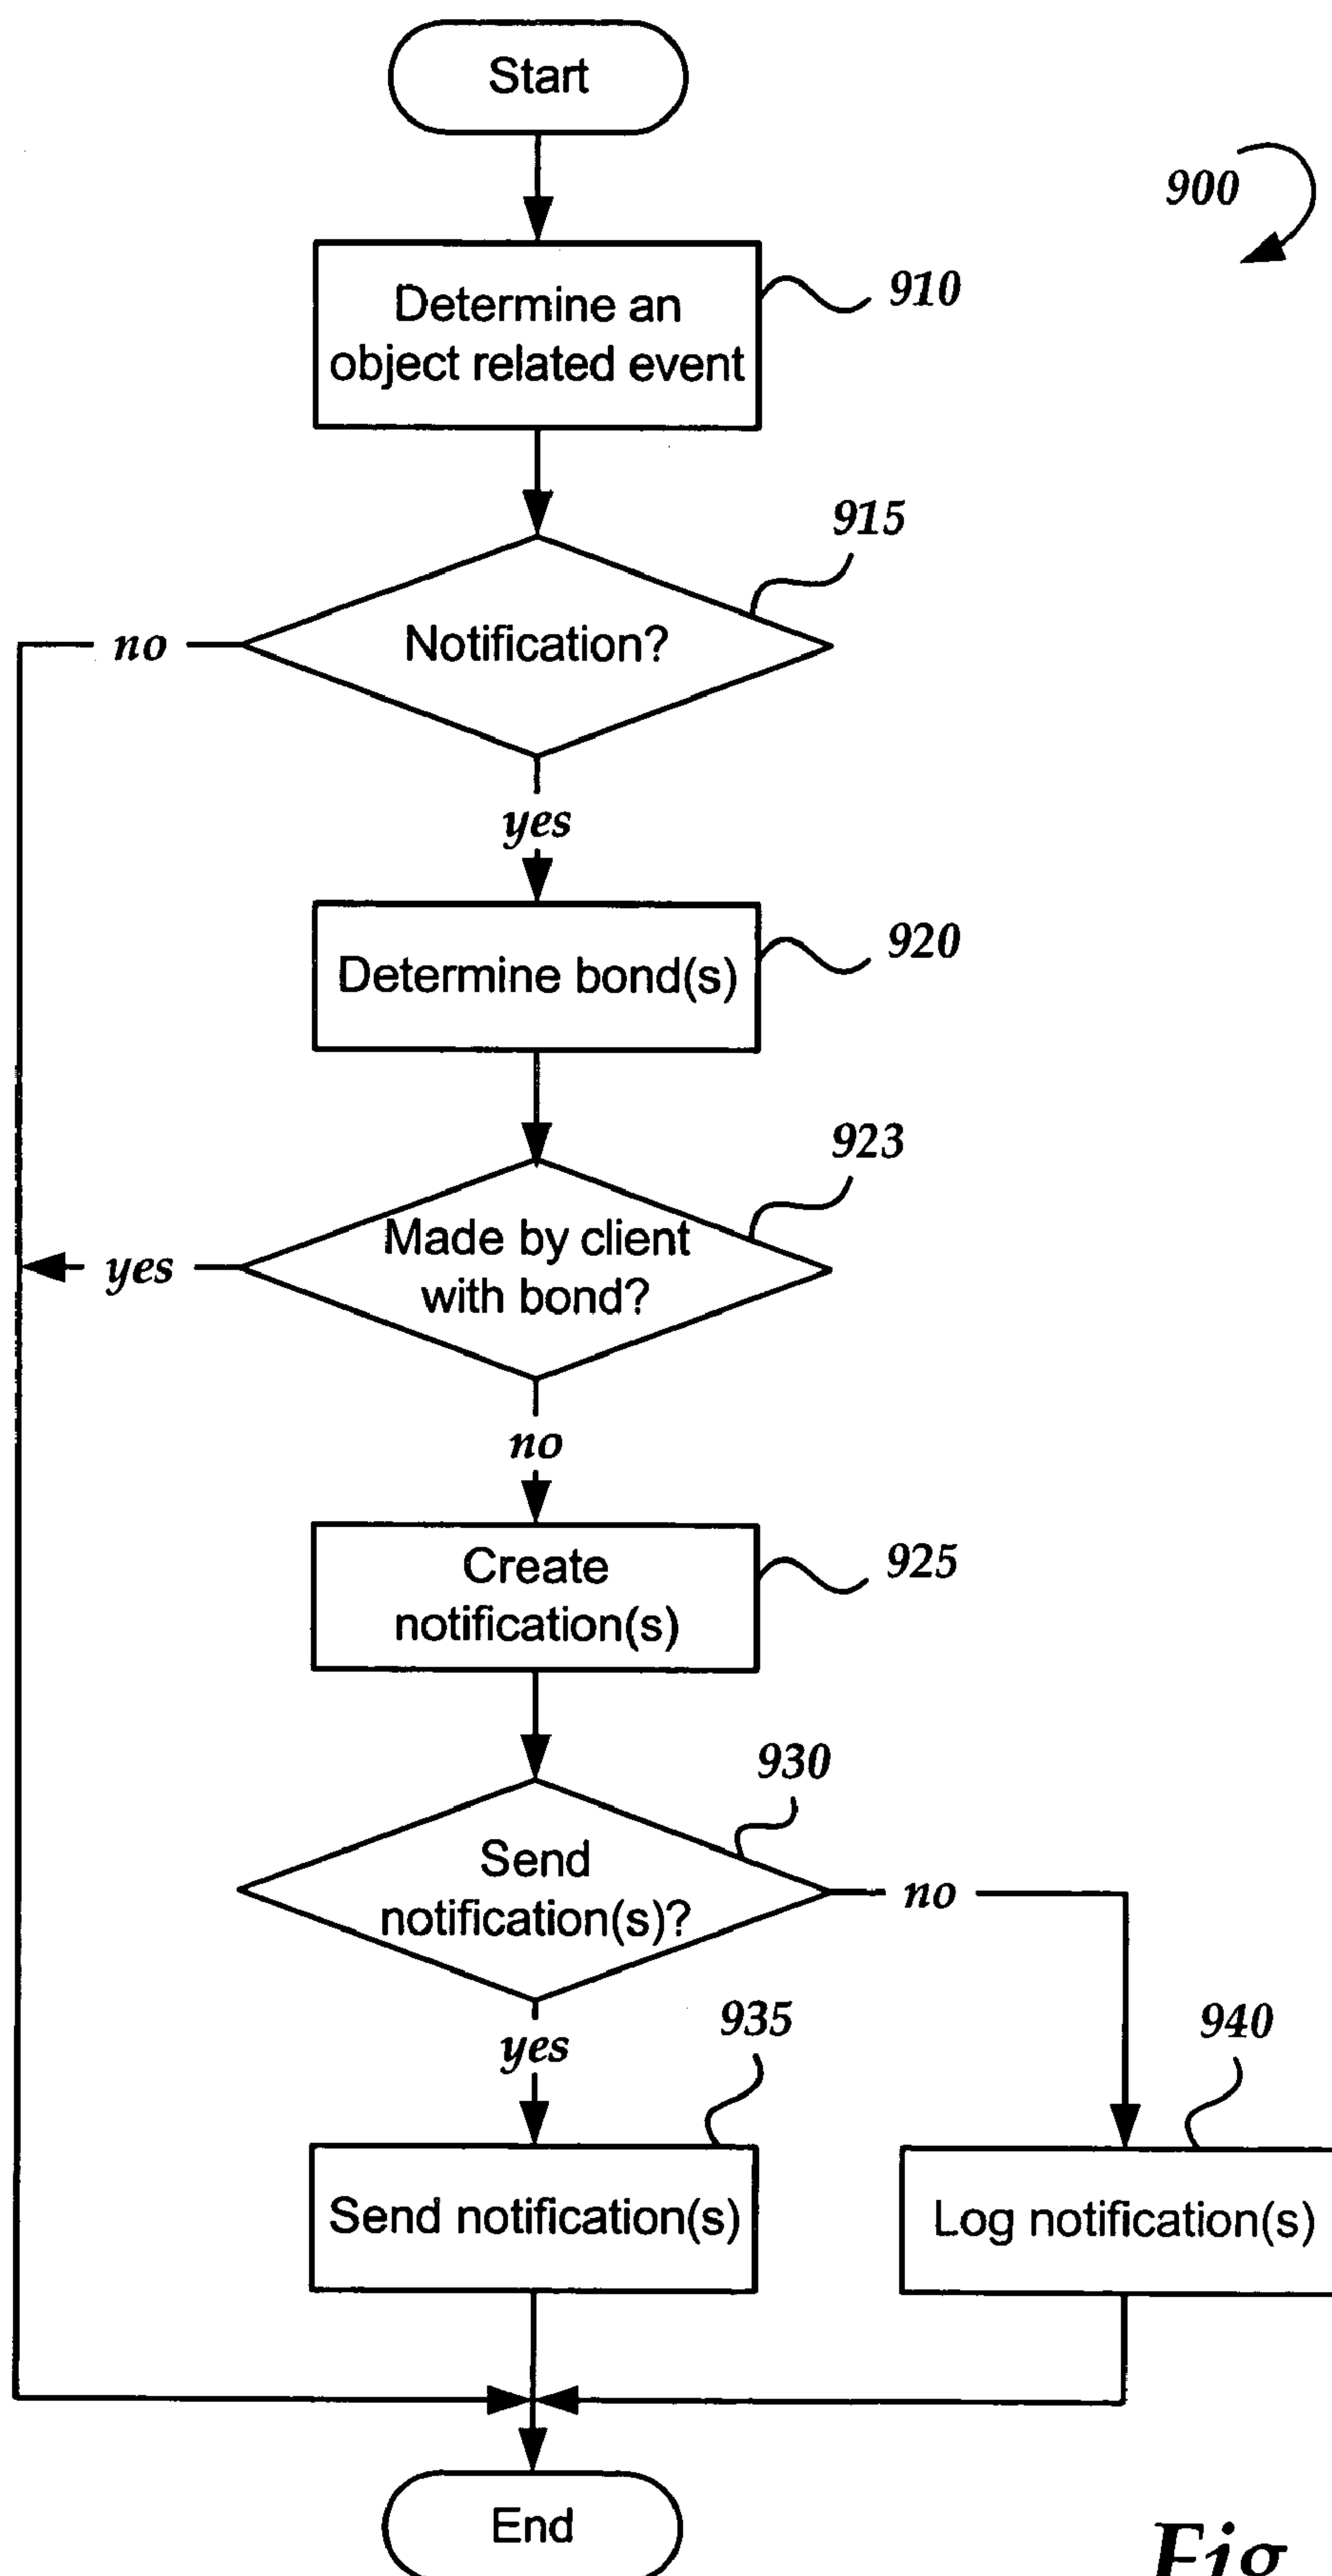 Start
900
Determine an
object related event
910
915
Notification?
no
yes
Determine bond(s)
920
923
Made by client
with bond?
yes
no
Create
notification(s)
925
930
Send
notification(s)?
no
yes
935
940
Send notification(s)
Log notification(s)
End
Fig